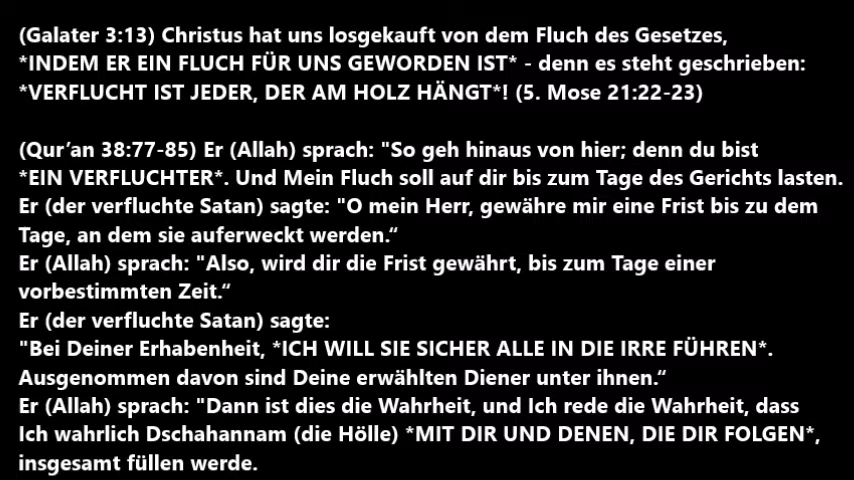 (Galater 3:13) Christus hat uns losgekauft von dem Fluch des Gesetzes,
*INDEM ER EIN FLUCH FÜR UNS GEWORDEN IST* - denn es steht geschrieben:
*VERFLUCHT IST JEDER, DER AM HOLZ HÄNGT*! (5. Mose 21:22-23)
(Qur’an 38:77-85) Er (Allah) sprach: "So geh hinaus von hier; denn du bist
*EIN VERFLUCHTER*. Und Mein Fluch soll auf dir bis zum Tage des Gerichts lasten.
Er (der verfluchte Satan) sagte: "O mein Herr, gewähre mir eine Frist bis zu dem
Tage, an dem sie auferweckt werden.“
Er (Allah) sprach: "Also, wird dir die Frist gewährt, bis zum Tage einer
vorbestimmten Zeit.“
Er (der verfluchte Satan) sagte:
"Bei Deiner Erhabenheit, *ICH WILL SIE SICHER ALLE IN DIE IRRE FÜHREN*.
Ausgenommen davon sind Deine erwählten Diener unter ihnen.“
Er (Allah) sprach: "Dann ist dies die Wahrheit, und Ich rede die Wahrheit, dass
Ich wahrlich Dschahannam (die Hölle) *MIT DIR UND DENEN, DIE DIR FOLGEN*,
insgesamt füllen werde.